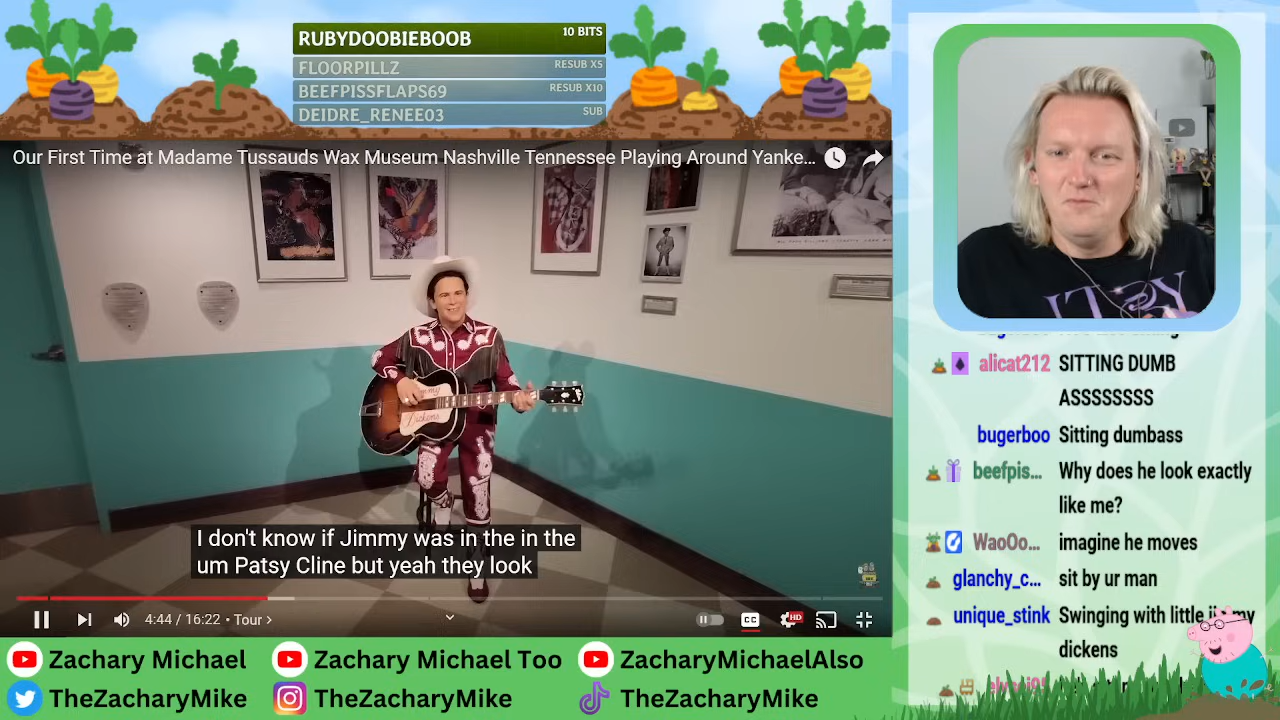 RUBYDOOBIEBOOB 10 BITS
FLOORPILLZ RESUB X5
BEEFPISSFLAPS69 RESUB X10
DEIDRE_RENEE03 SUB
Our First Time at Madame Tussauds Wax Museum Nashville Tennessee Playing Around Yanke...
Dickens
I don't know if Jimmy was in the in the
um Patsy Cline but yeah they look
4:44 / 16:22 • Tour
CC
HD
alicat212 SITTING DUMB
ASSSSSSSS
bugerboo Sitting dumbass
beefpis... Why does he look exactly
like me?
WaoOo... imagine he moves
glanchy_c... sit by ur man
unique_stink Swinging with little jimmy
dickens
Zachary Michael
Zachary Michael Too
ZacharyMichaelAlso
TheZacharyMike
TheZacharyMike
TheZacharyMike